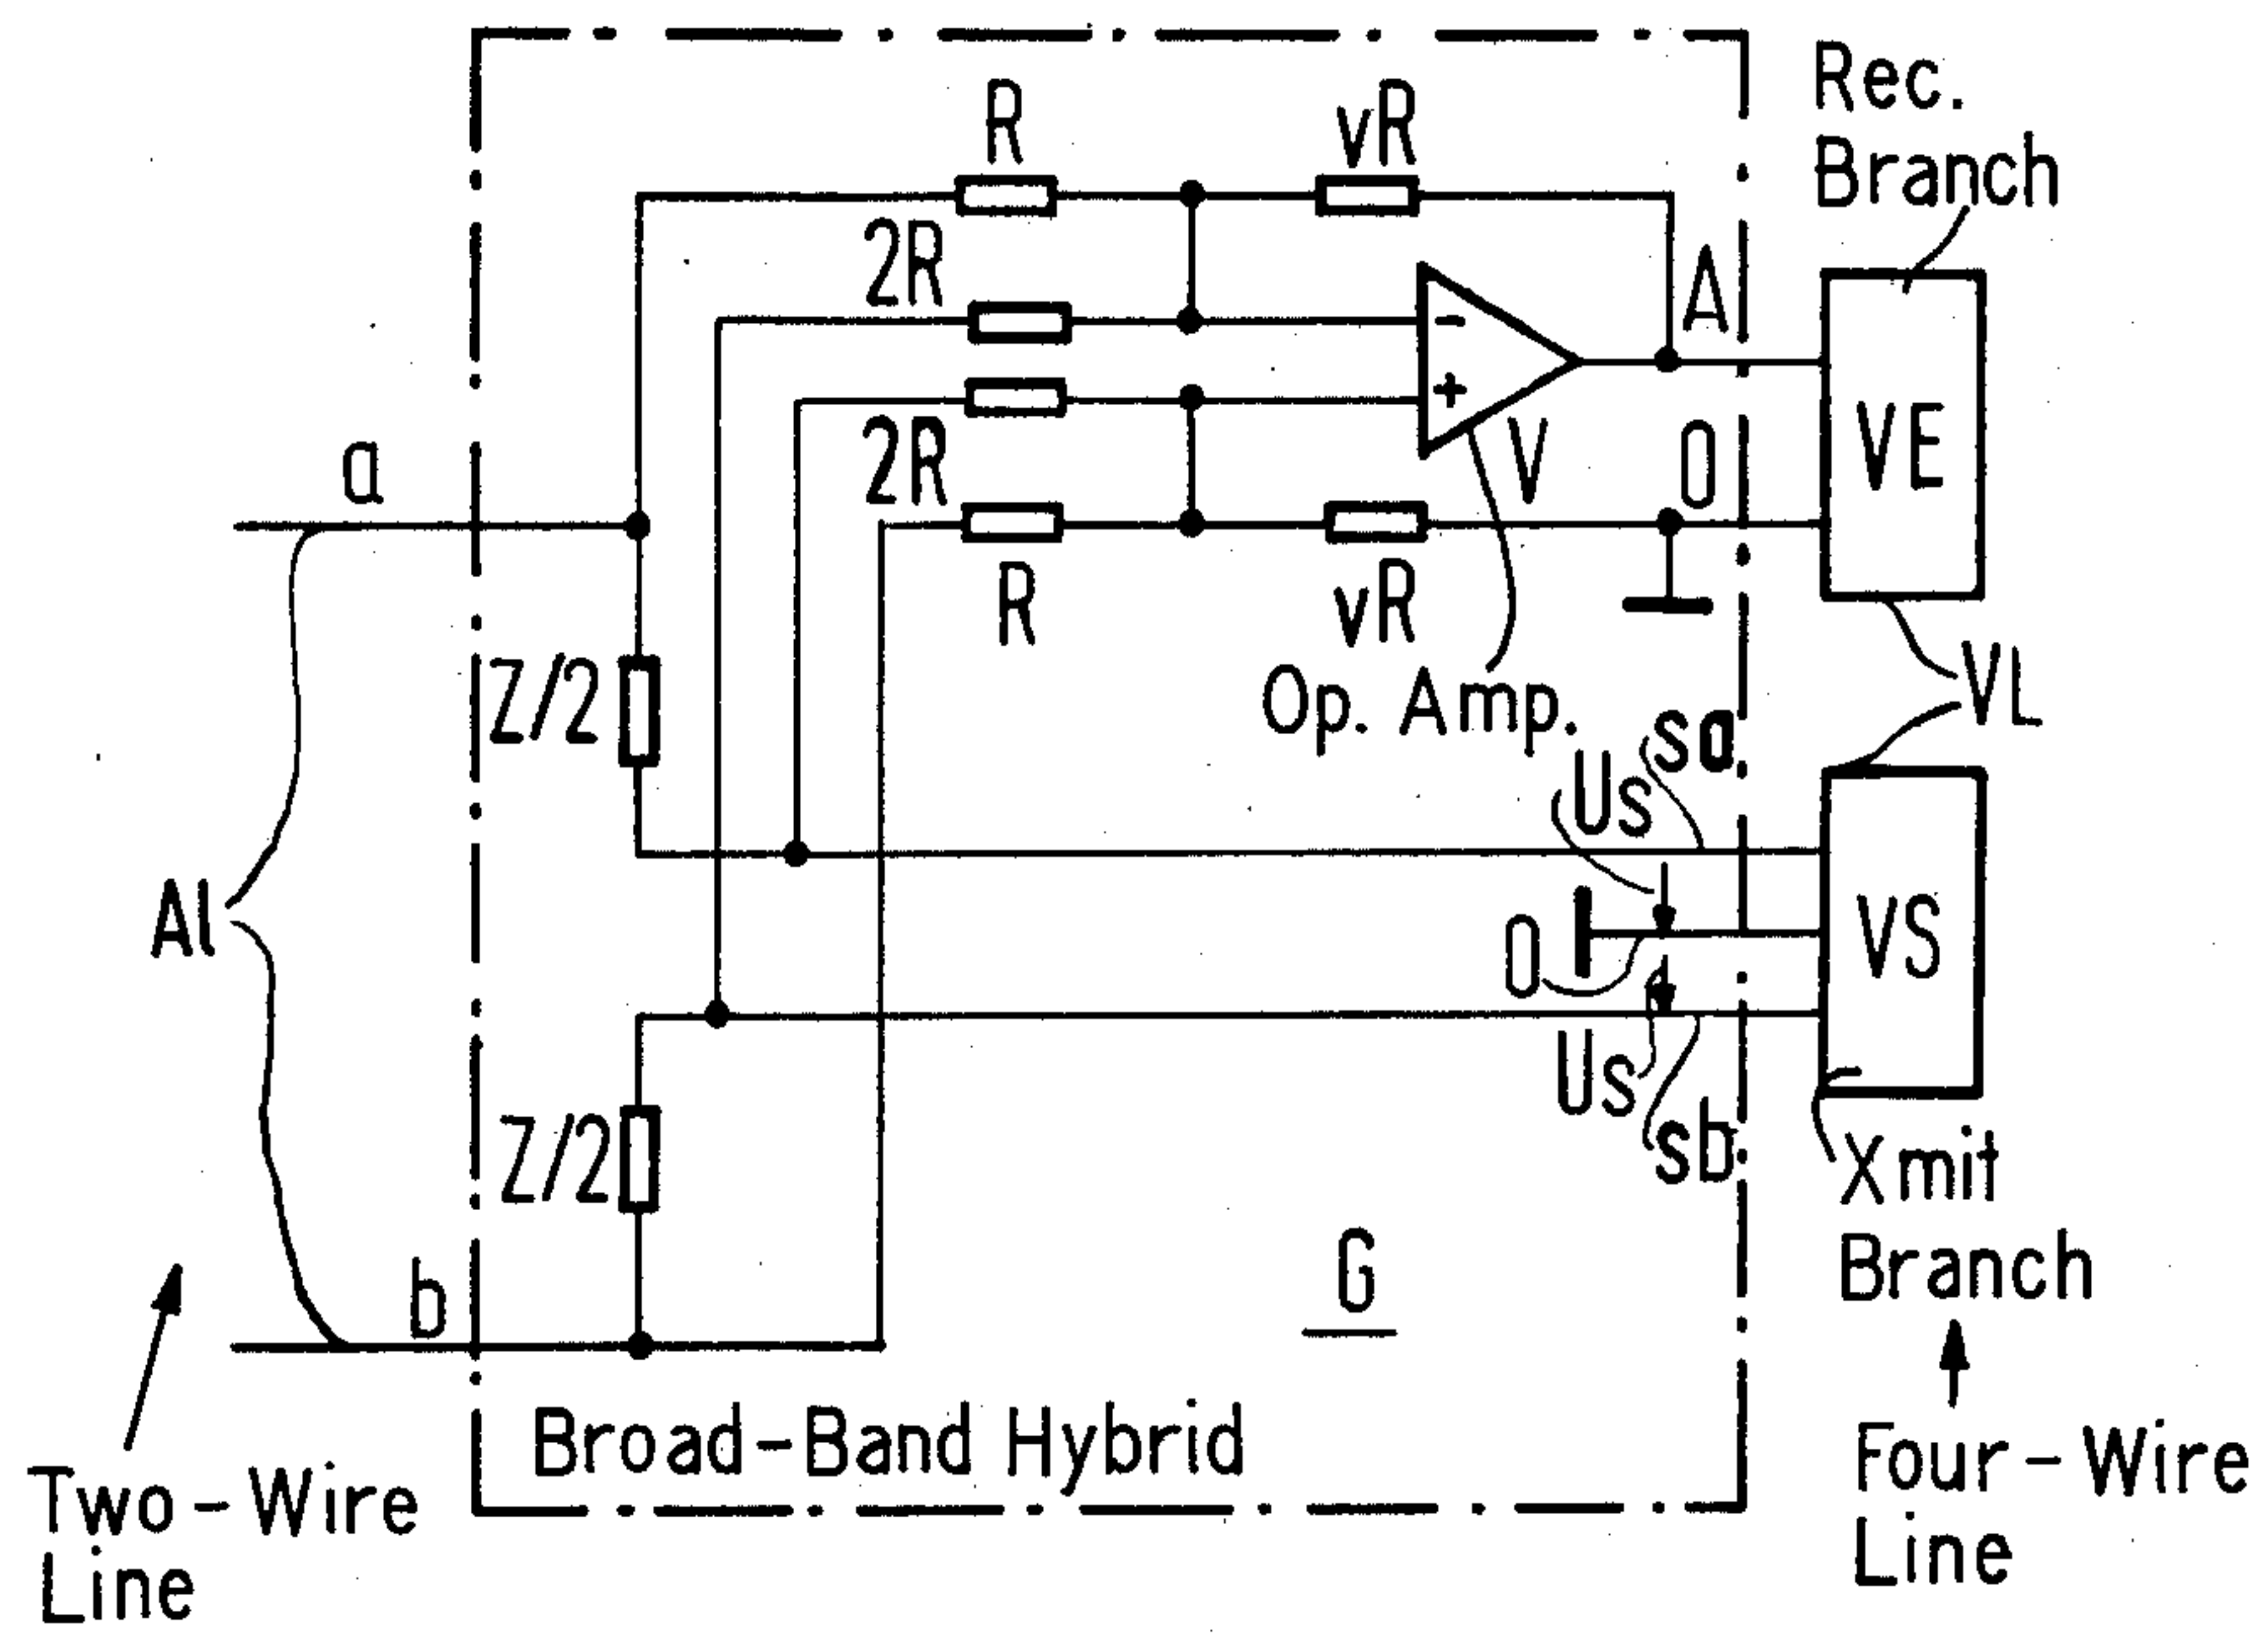 R
vR
Rec.
Branch
2R
A
a
2R
V
0
VE
R
vR
Z/2
Op. Amp.
VL
sa
Us
Al
0
VS
Us
sb
Z/2
Xmit
Branch
b
G
Broad-Band Hybrid
Two-Wire
Line
Four-Wire
Line
-
+